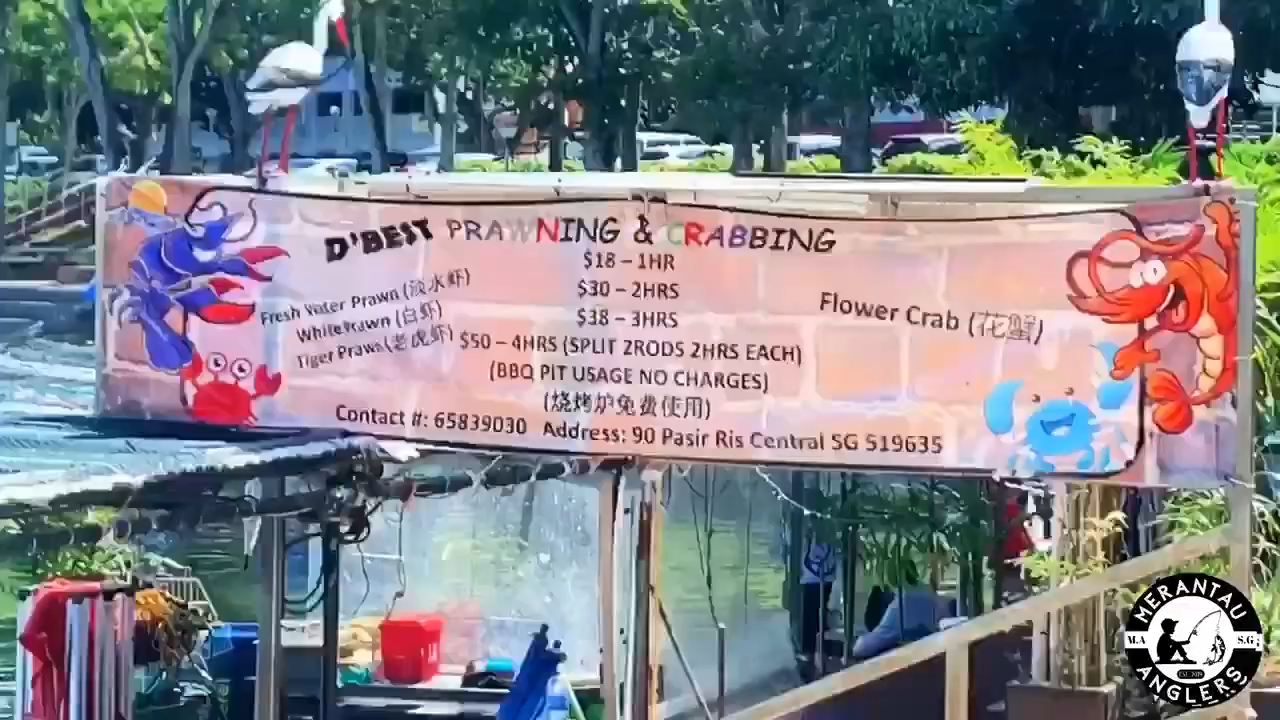 D'BEST PRAWNING & CRABBING
$18 – 1HR
$30 – 2HRS
$38 – 3HRS
$50 – 4HRS (SPLIT 2RODS 2HRS EACH)
(BBQ PIT USAGE NO CHARGES)
(烧烤炉免费使用)
Fresh Water Prawn (淡水虾)
White Prawn (白虾)
Tiger Prawn (老虎虾)
Flower Crab (花蟹)
Contact #: 65839030 Address: 90 Pasir Ris Central SG 519635
MERANTAU
M.A S.G
EST. 2019
ANGLERS